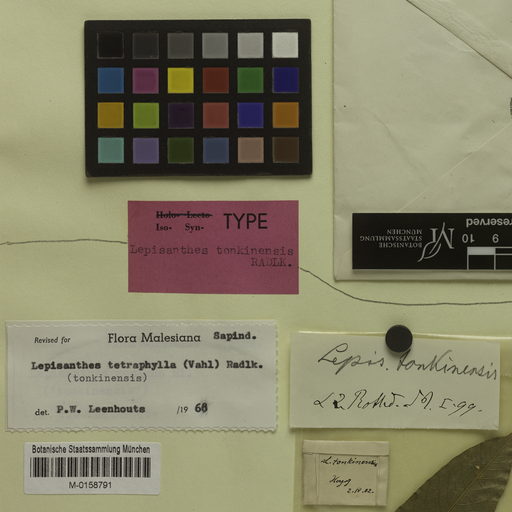 reserved
9 10
BOTANISCHE
STAATSSAMMLUNG
MÜNCHEN
Holo- Lecto-
Iso- Syn-
TYPE
Lepisanthes tonkinensis
RADLK.
Revised for Flora Malesiana Sapind.
Lepisanthes tetraphylla (Vahl) Radlk.
(tonkinensis)
det. P.W. Leenhouts /19 68
Botanische Staatssammlung München
M-0158791
Lepis. tonkinensis